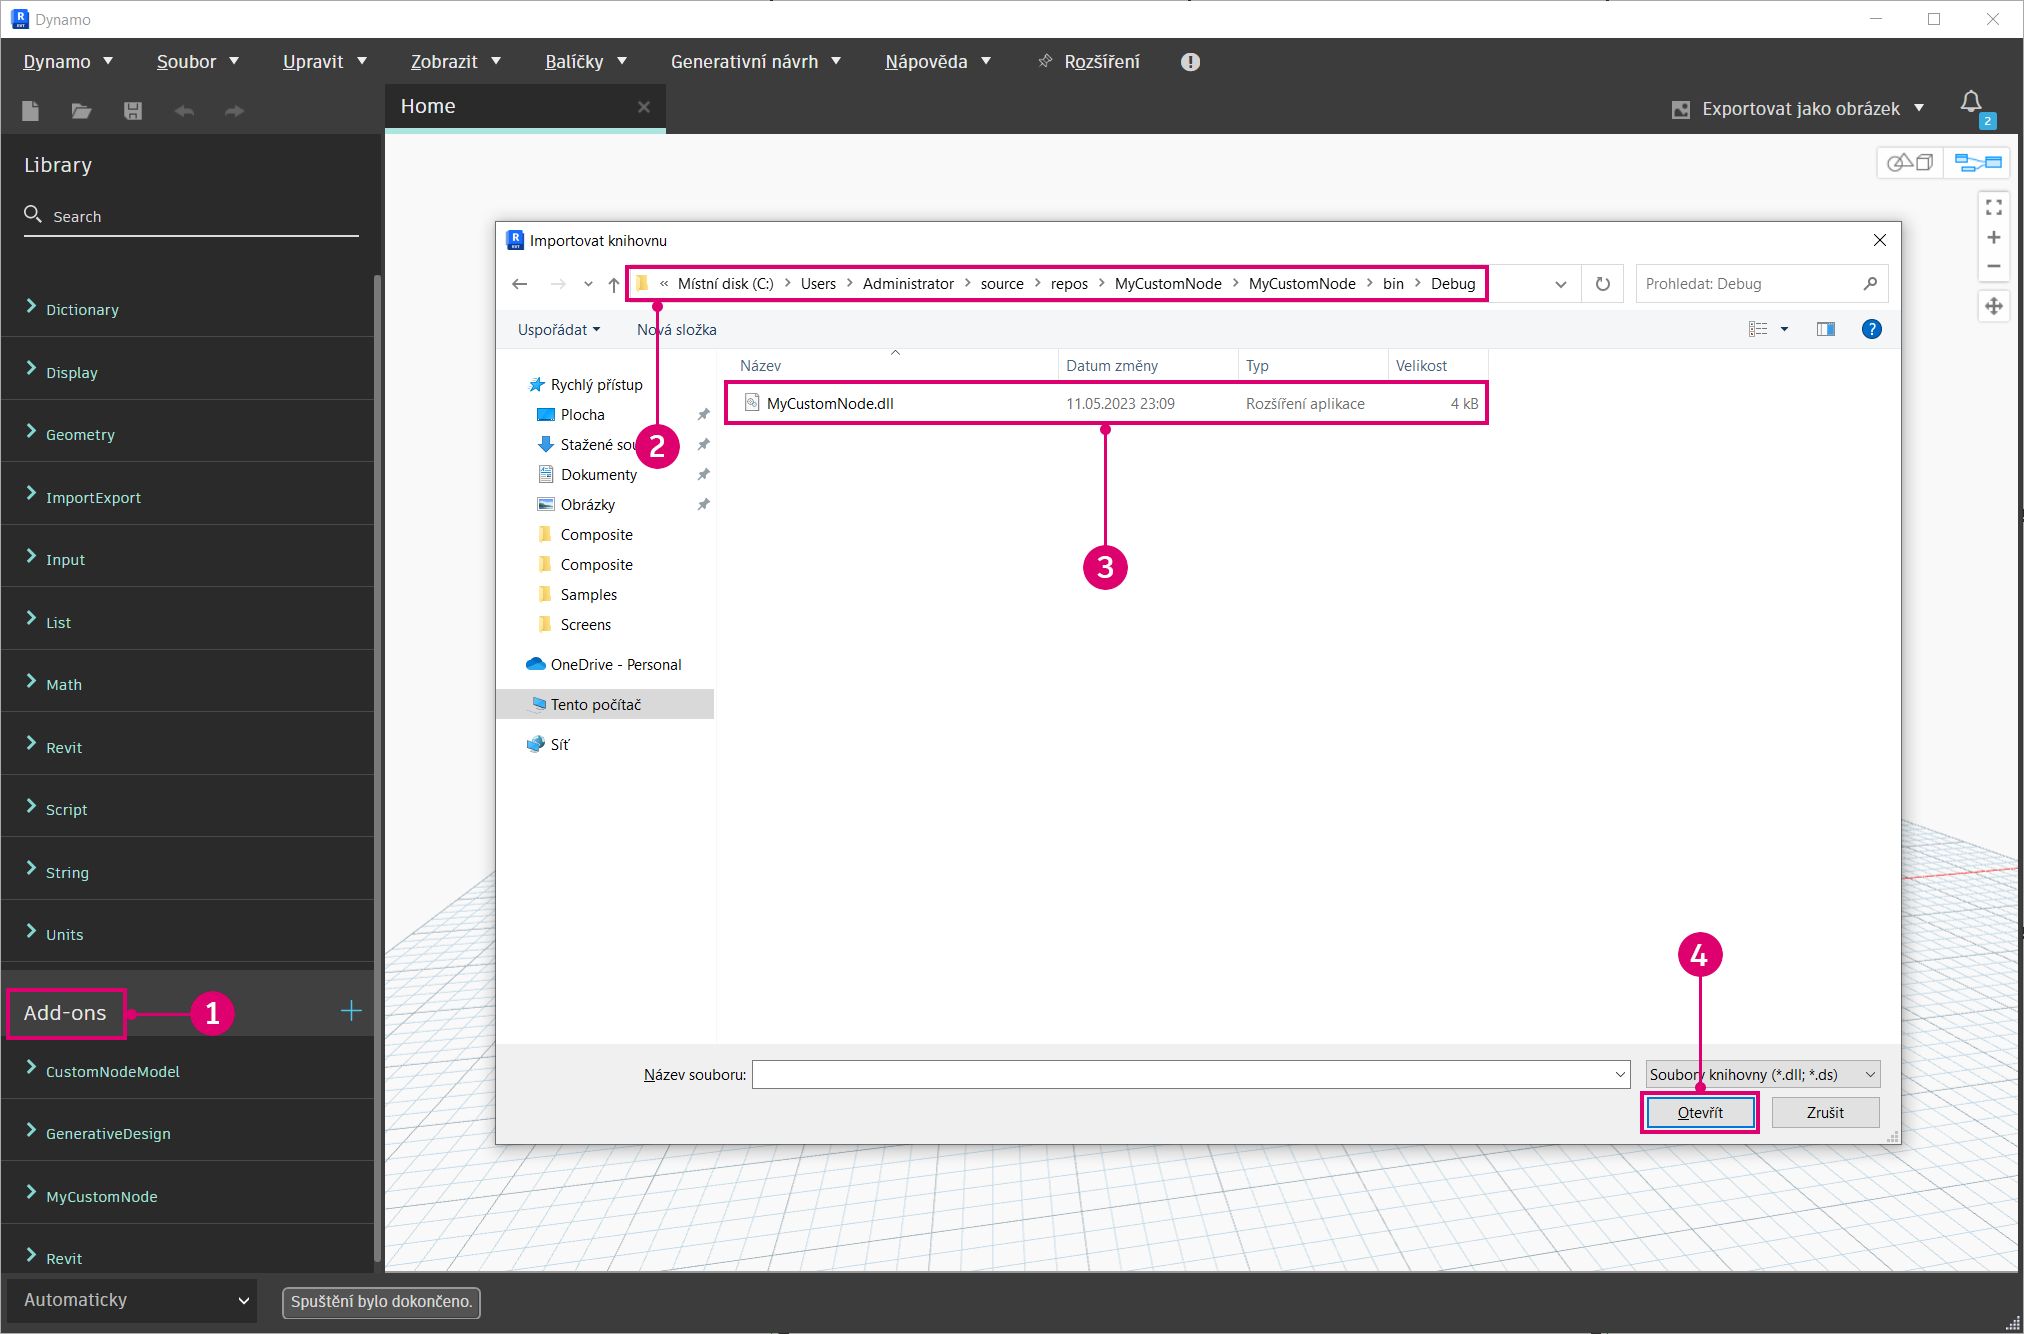 Dynamo
Dynamo Soubor Upravit Zobrazit Balíčky Generativní návrh Nápověda Rozšíření
Home
Exportovat jako obrázek
2
Library
Search
Dictionary
Display
Geometry
ImportExport
Input
List
Math
Revit
Script
String
Units
Add-ons
1
CustomNodeModel
GenerativeDesign
MyCustomNode
Revit
Importovat knihovnu
« Místní disk (C:) > Users > Administrator > source > repos > MyCustomNode > MyCustomNode > bin > Debug
Prohledat: Debug
Uspořádat Nová složka
?
Název Datum změny Typ Velikost
MyCustomNode.dll 11.05.2023 23:09 Rozšíření aplikace 4 kB
Rychlý přístup
Plocha
Stažené sou
Dokumenty
Obrázky
Composite
Composite
Samples
Screens
OneDrive - Personal
Tento počítač
Síť
2
3
4
Název souboru:
Soubory knihovny (*.dll; *.ds)
Otevřít Zrušit
Automaticky
Spuštění bylo dokončeno.